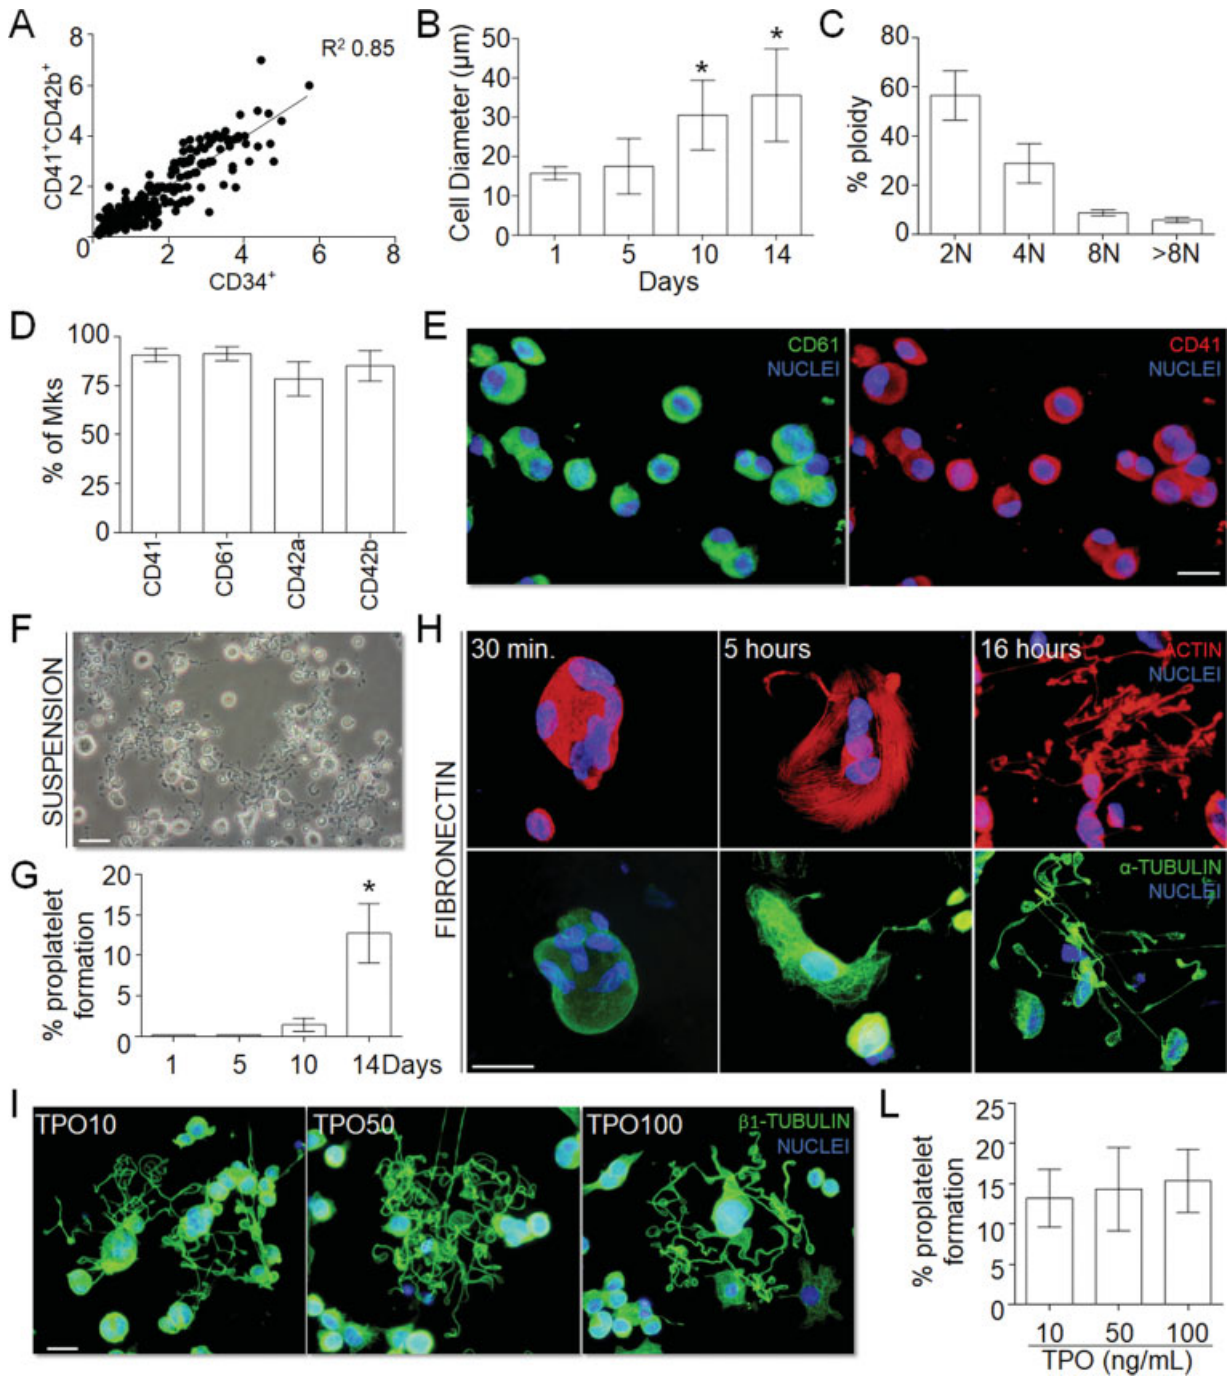 A
8
6
4
2
0
0
2
4
6
8
CD41⁺CD42b⁺
CD34⁺
R² 0.85
B
50
40
30
20
10
0
Cell Diameter (µm)
*
*
1
5
10
14
Days
C
80
60
40
20
0
% ploidy
2N
4N
8N
>8N
D
100
75
50
25
0
% of Mks
CD41
CD61
CD42a
CD42b
E
CD61
NUCLEI
CD41
NUCLEI
F
SUSPENSION
G
20
15
10
5
0
% proplatelet
formation
*
1
5
10
14Days
H
FIBRONECTIN
30 min.
5 hours
16 hours
ACTIN
NUCLEI
α-TUBULIN
NUCLEI
I
TPO10
TPO50
TPO100
β1-TUBULIN
NUCLEI
L
25
20
15
10
5
0
% proplatelet
formation
10
50
100
TPO (ng/mL)